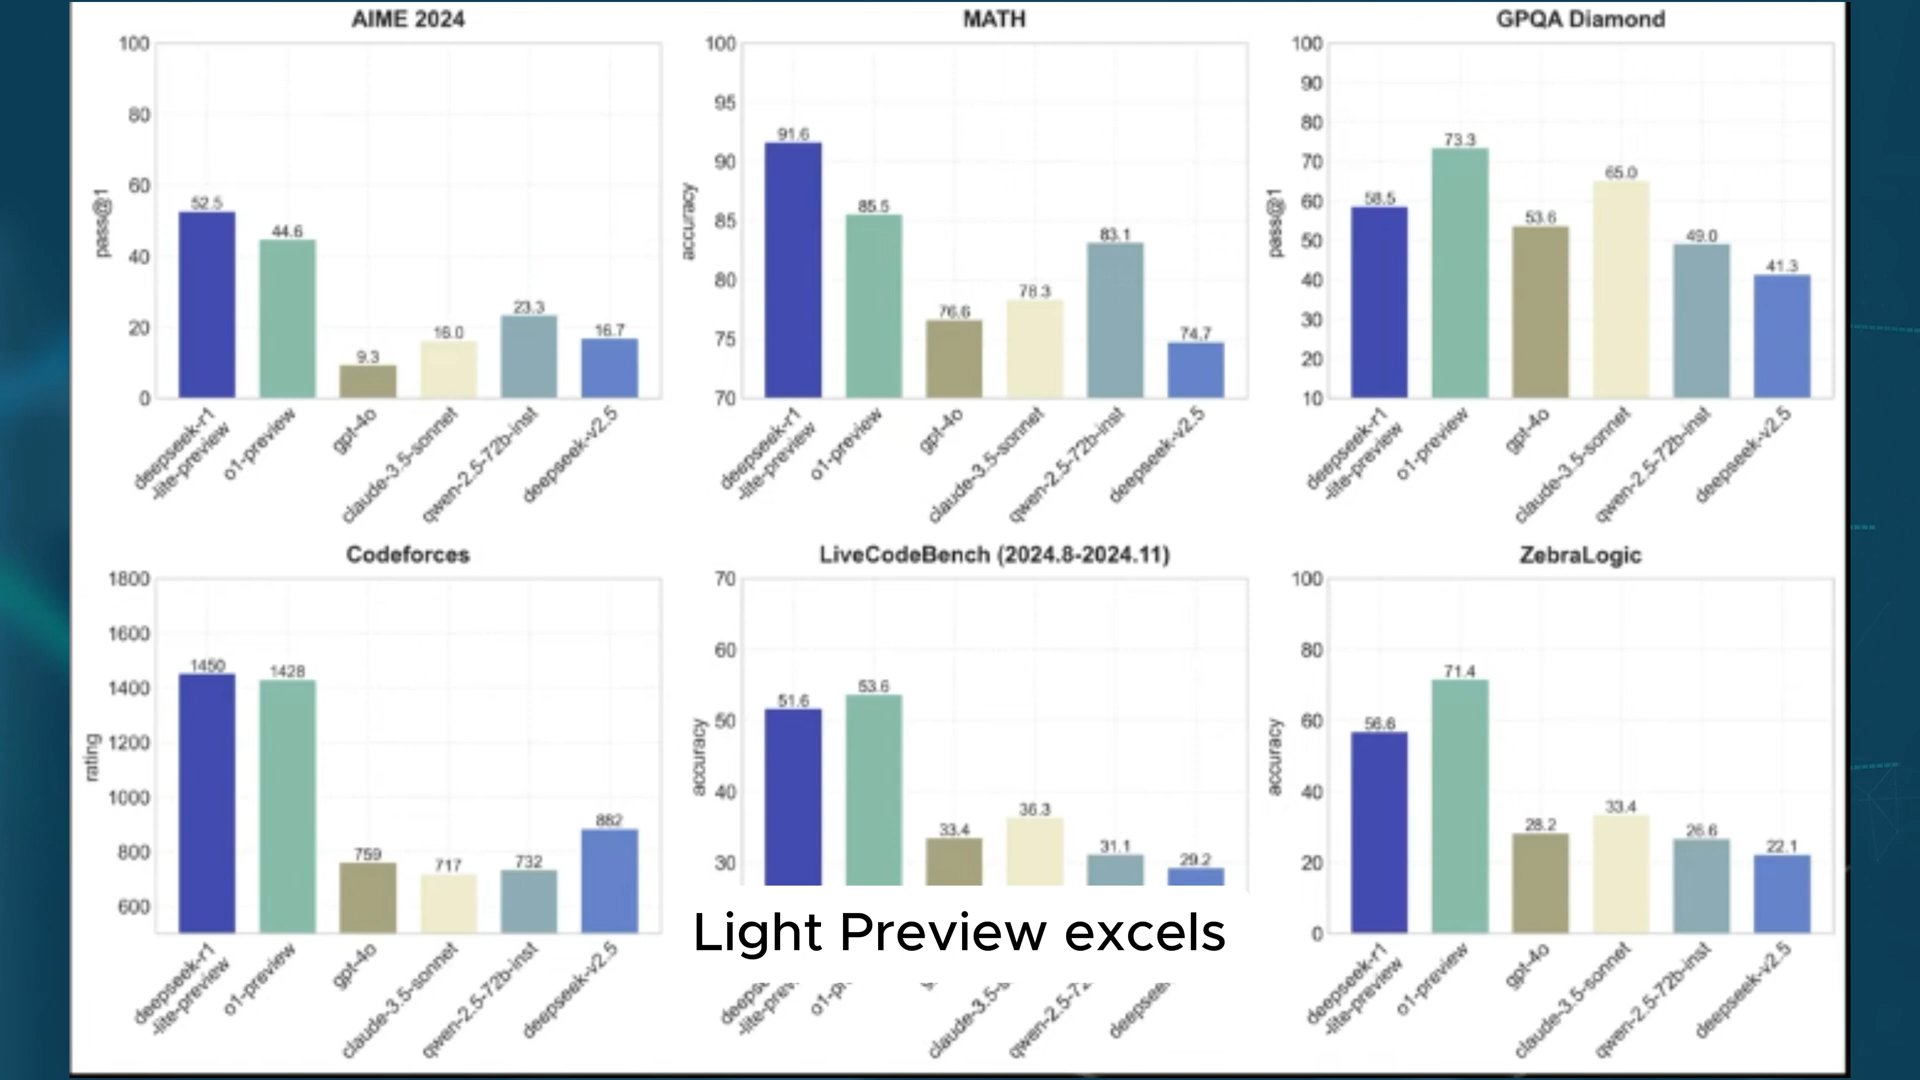 AIME 2024
100
80
60
40
20
0
pass@1
52.5
44.6
9.3
16.0
23.3
16.7
deepseek-r1
-lite-preview
o1-preview
gpt-4o
claude-3.5-sonnet
qwen-2.5-72b-inst
deepseek-v2.5
MATH
100
95
90
85
80
75
70
accuracy
91.6
85.5
76.6
78.3
83.1
74.7
deepseek-r1
-lite-preview
o1-preview
gpt-4o
claude-3.5-sonnet
qwen-2.5-72b-inst
deepseek-v2.5
GPQA Diamond
100
90
80
70
60
50
40
30
20
10
pass@1
58.5
73.3
53.6
65.0
49.0
41.3
deepseek-r1
-lite-preview
o1-preview
gpt-4o
claude-3.5-sonnet
qwen-2.5-72b-inst
deepseek-v2.5
Codeforces
1800
1600
1400
1200
1000
800
600
rating
1450
1428
759
717
732
882
deepseek-r1
-lite-preview
o1-preview
gpt-4o
claude-3.5-sonnet
qwen-2.5-72b-inst
deepseek-v2.5
LiveCodeBench (2024.8-2024.11)
70
60
50
40
30
accuracy
51.6
53.6
33.4
36.3
31.1
29.2
Light Preview excels
ZebraLogic
100
80
60
40
20
0
accuracy
56.6
71.4
28.2
33.4
26.6
22.1
deepseek-r1
-lite-preview
o1-preview
gpt-4o
claude-3.5-sonnet
qwen-2.5-72b-inst
deepseek-v2.5